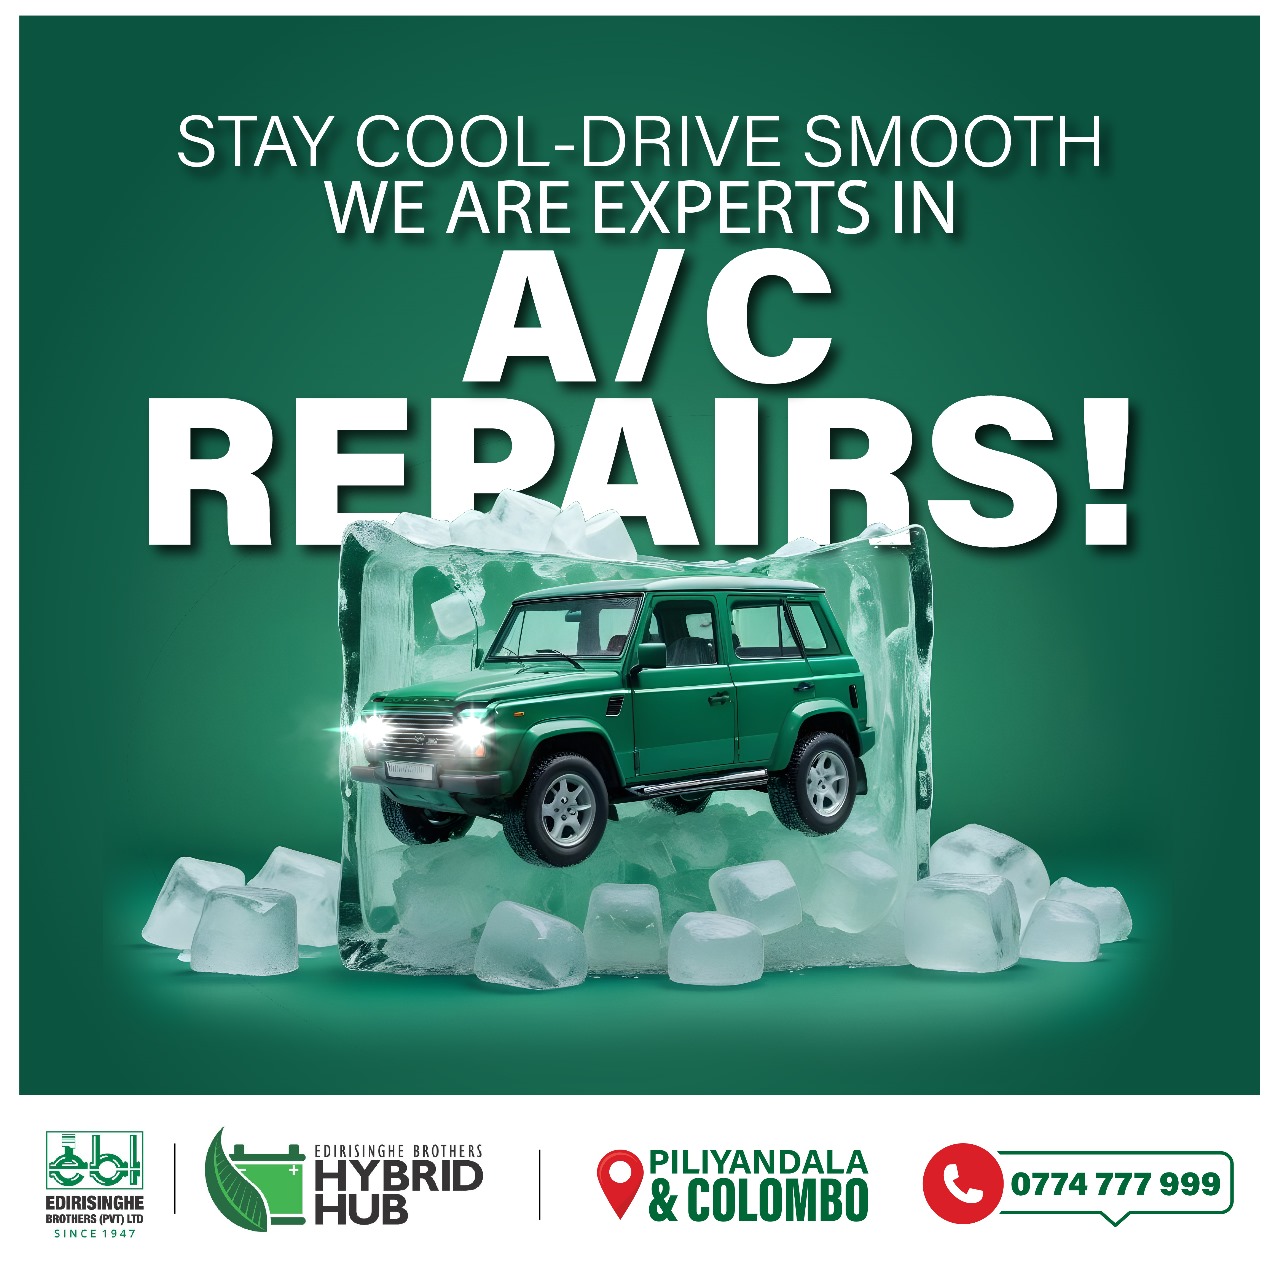 STAY COOL-DRIVE SMOOTH
WE ARE EXPERTS IN
A/C
REPAIRS!
ebl
EDIRISINGHE
BROTHERS (PVT) LTD
SINCE 1947
EDIRISINGHE BROTHERS
HYBRID
HUB
PILIYANDALA
& COLOMBO
0774 777 999